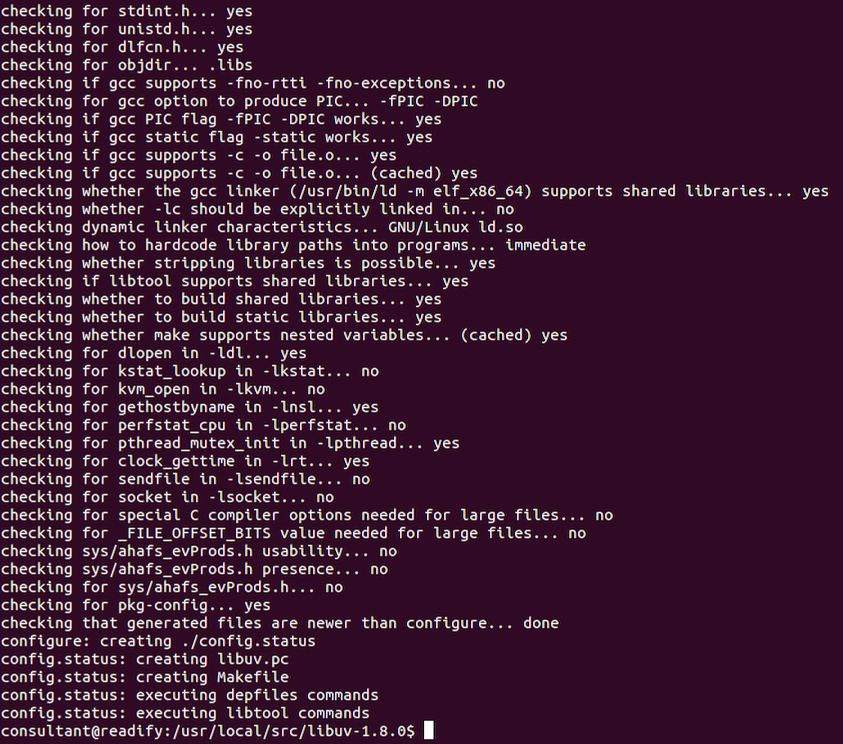 checking for stdint.h... yes
checking for unistd.h... yes
checking for dlfcn.h... yes
checking for objdir... .libs
checking if gcc supports -fno-rtti -fno-exceptions... no
checking for gcc option to produce PIC... -fPIC -DPIC
checking if gcc PIC flag -fPIC -DPIC works... yes
checking if gcc static flag -static works... yes
checking if gcc supports -c -o file.o... yes
checking if gcc supports -c -o file.o... (cached) yes
checking whether the gcc linker (/usr/bin/ld -m elf_x86_64) supports shared libraries... yes
checking whether -lc should be explicitly linked in... no
checking dynamic linker characteristics... GNU/Linux ld.so
checking how to hardcode library paths into programs... immediate
checking whether stripping libraries is possible... yes
checking if libtool supports shared libraries... yes
checking whether to build shared libraries... yes
checking whether to build static libraries... yes
checking whether make supports nested variables... (cached) yes
checking for dlopen in -ldl... yes
checking for kstat_lookup in -lkstat... no
checking for kvm_open in -lkvm... no
checking for gethostbyname in -lnsl... yes
checking for perfstat_cpu in -lperfstat... no
checking for pthread_mutex_init in -lpthread... yes
checking for clock_gettime in -lrt... yes
checking for sendfile in -lsendfile... no
checking for socket in -lsocket... no
checking for special C compiler options needed for large files... no
checking for _FILE_OFFSET_BITS value needed for large files... no
checking sys/ahafs_evProds.h usability... no
checking sys/ahafs_evProds.h presence... no
checking for sys/ahafs_evProds.h... no
checking for pkg-config... yes
checking that generated files are newer than configure... done
configure: creating ./config.status
config.status: creating libuv.pc
config.status: creating Makefile
config.status: executing depfiles commands
config.status: executing libtool commands
consultant@readify:/usr/local/src/libuv-1.8.0$